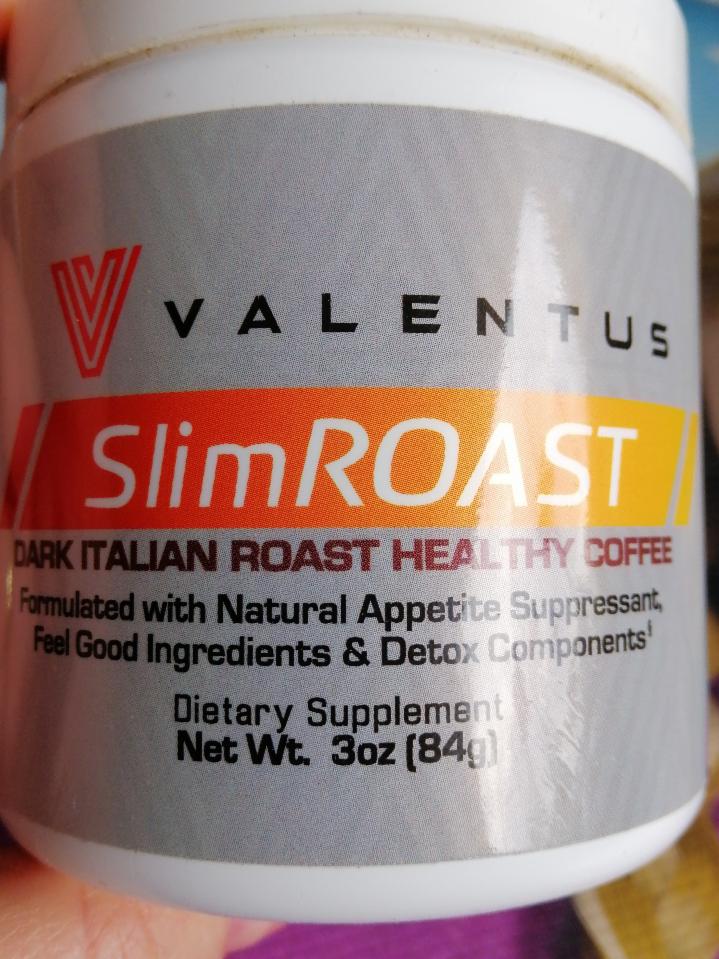 VALENTUS
SlimROAST
DARK ITALIAN ROAST HEALTHY COFFEE
Formulated with Natural Appetite Suppressant,
Feel Good Ingredients & Detox Components†
Dietary Supplement
Net Wt. 3oz (84g)